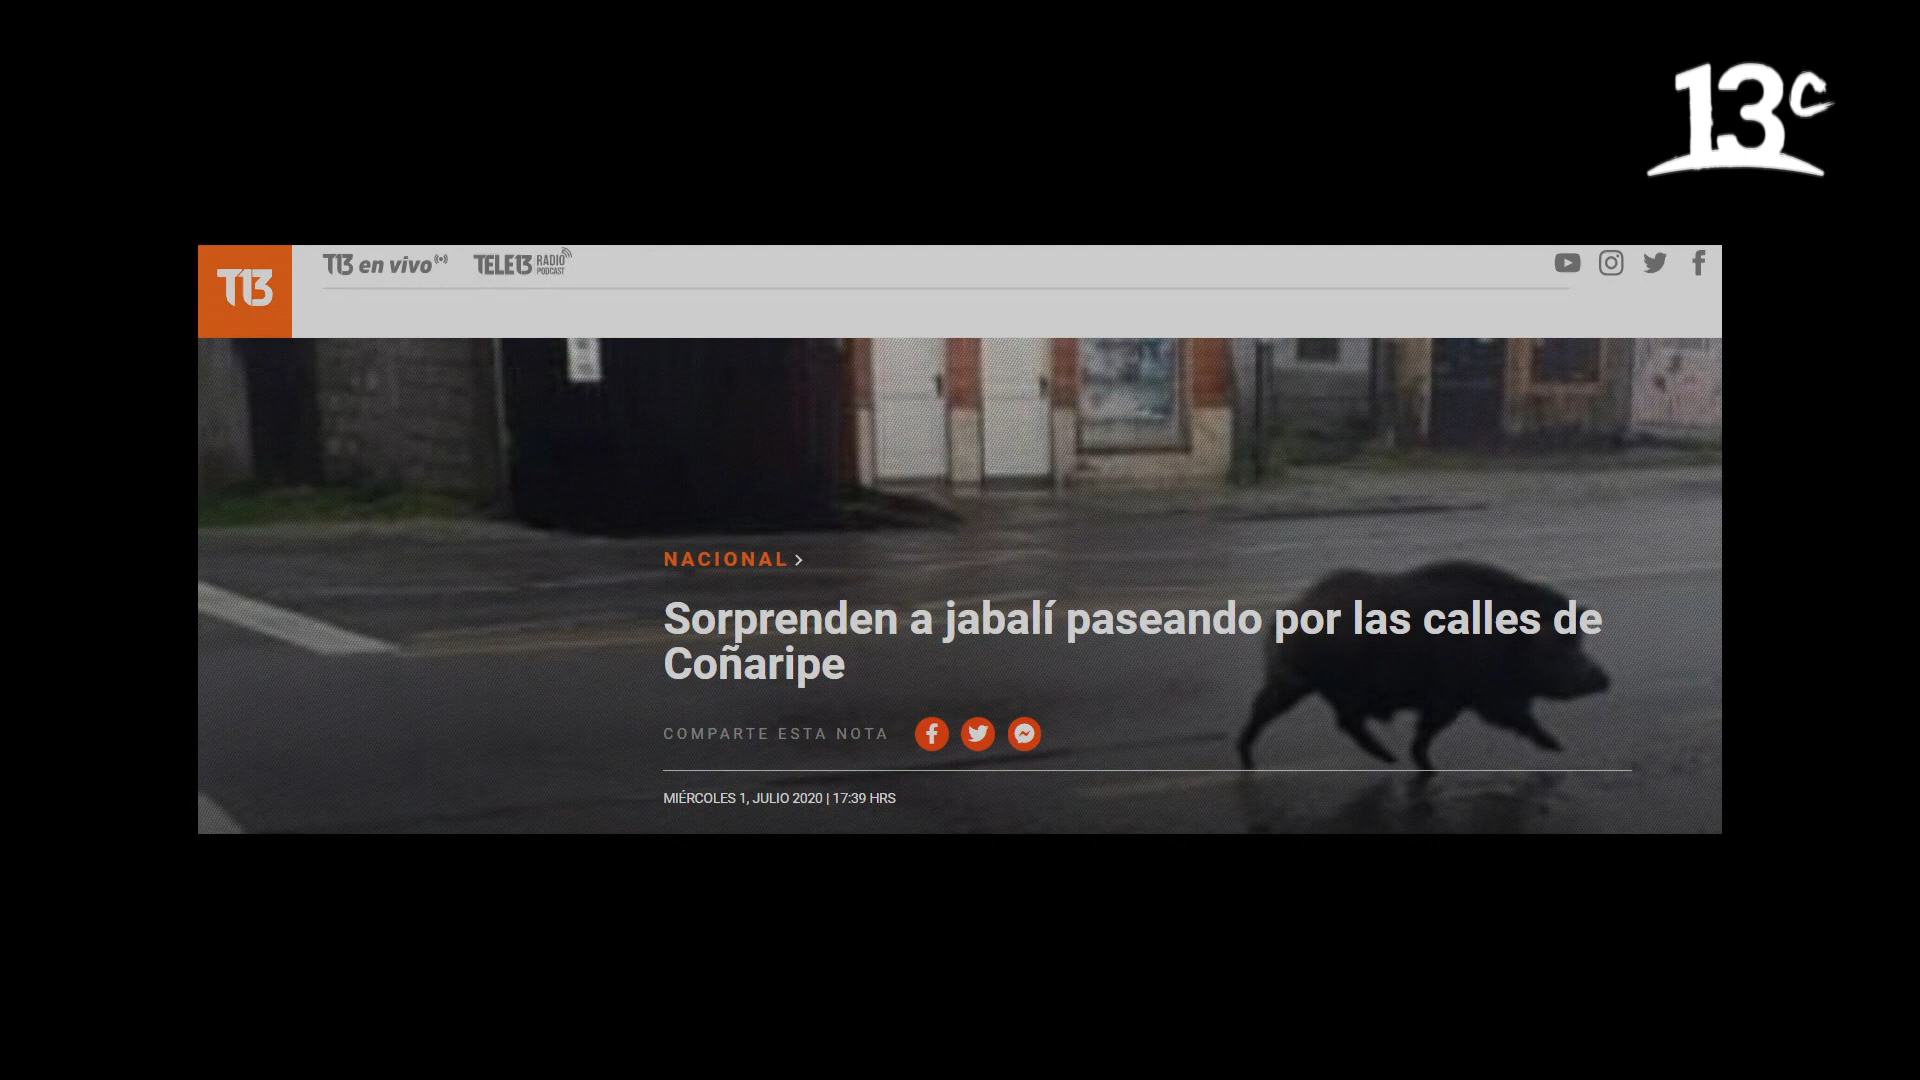 13c
T13
T13 en vivo
TELE13 RADIO PODCAST
NACIONAL >
Sorprenden a jabalí paseando por las calles de
Coñaripe
COMPARTE ESTA NOTA
MIÉRCOLES 1, JULIO 2020 | 17:39 HRS